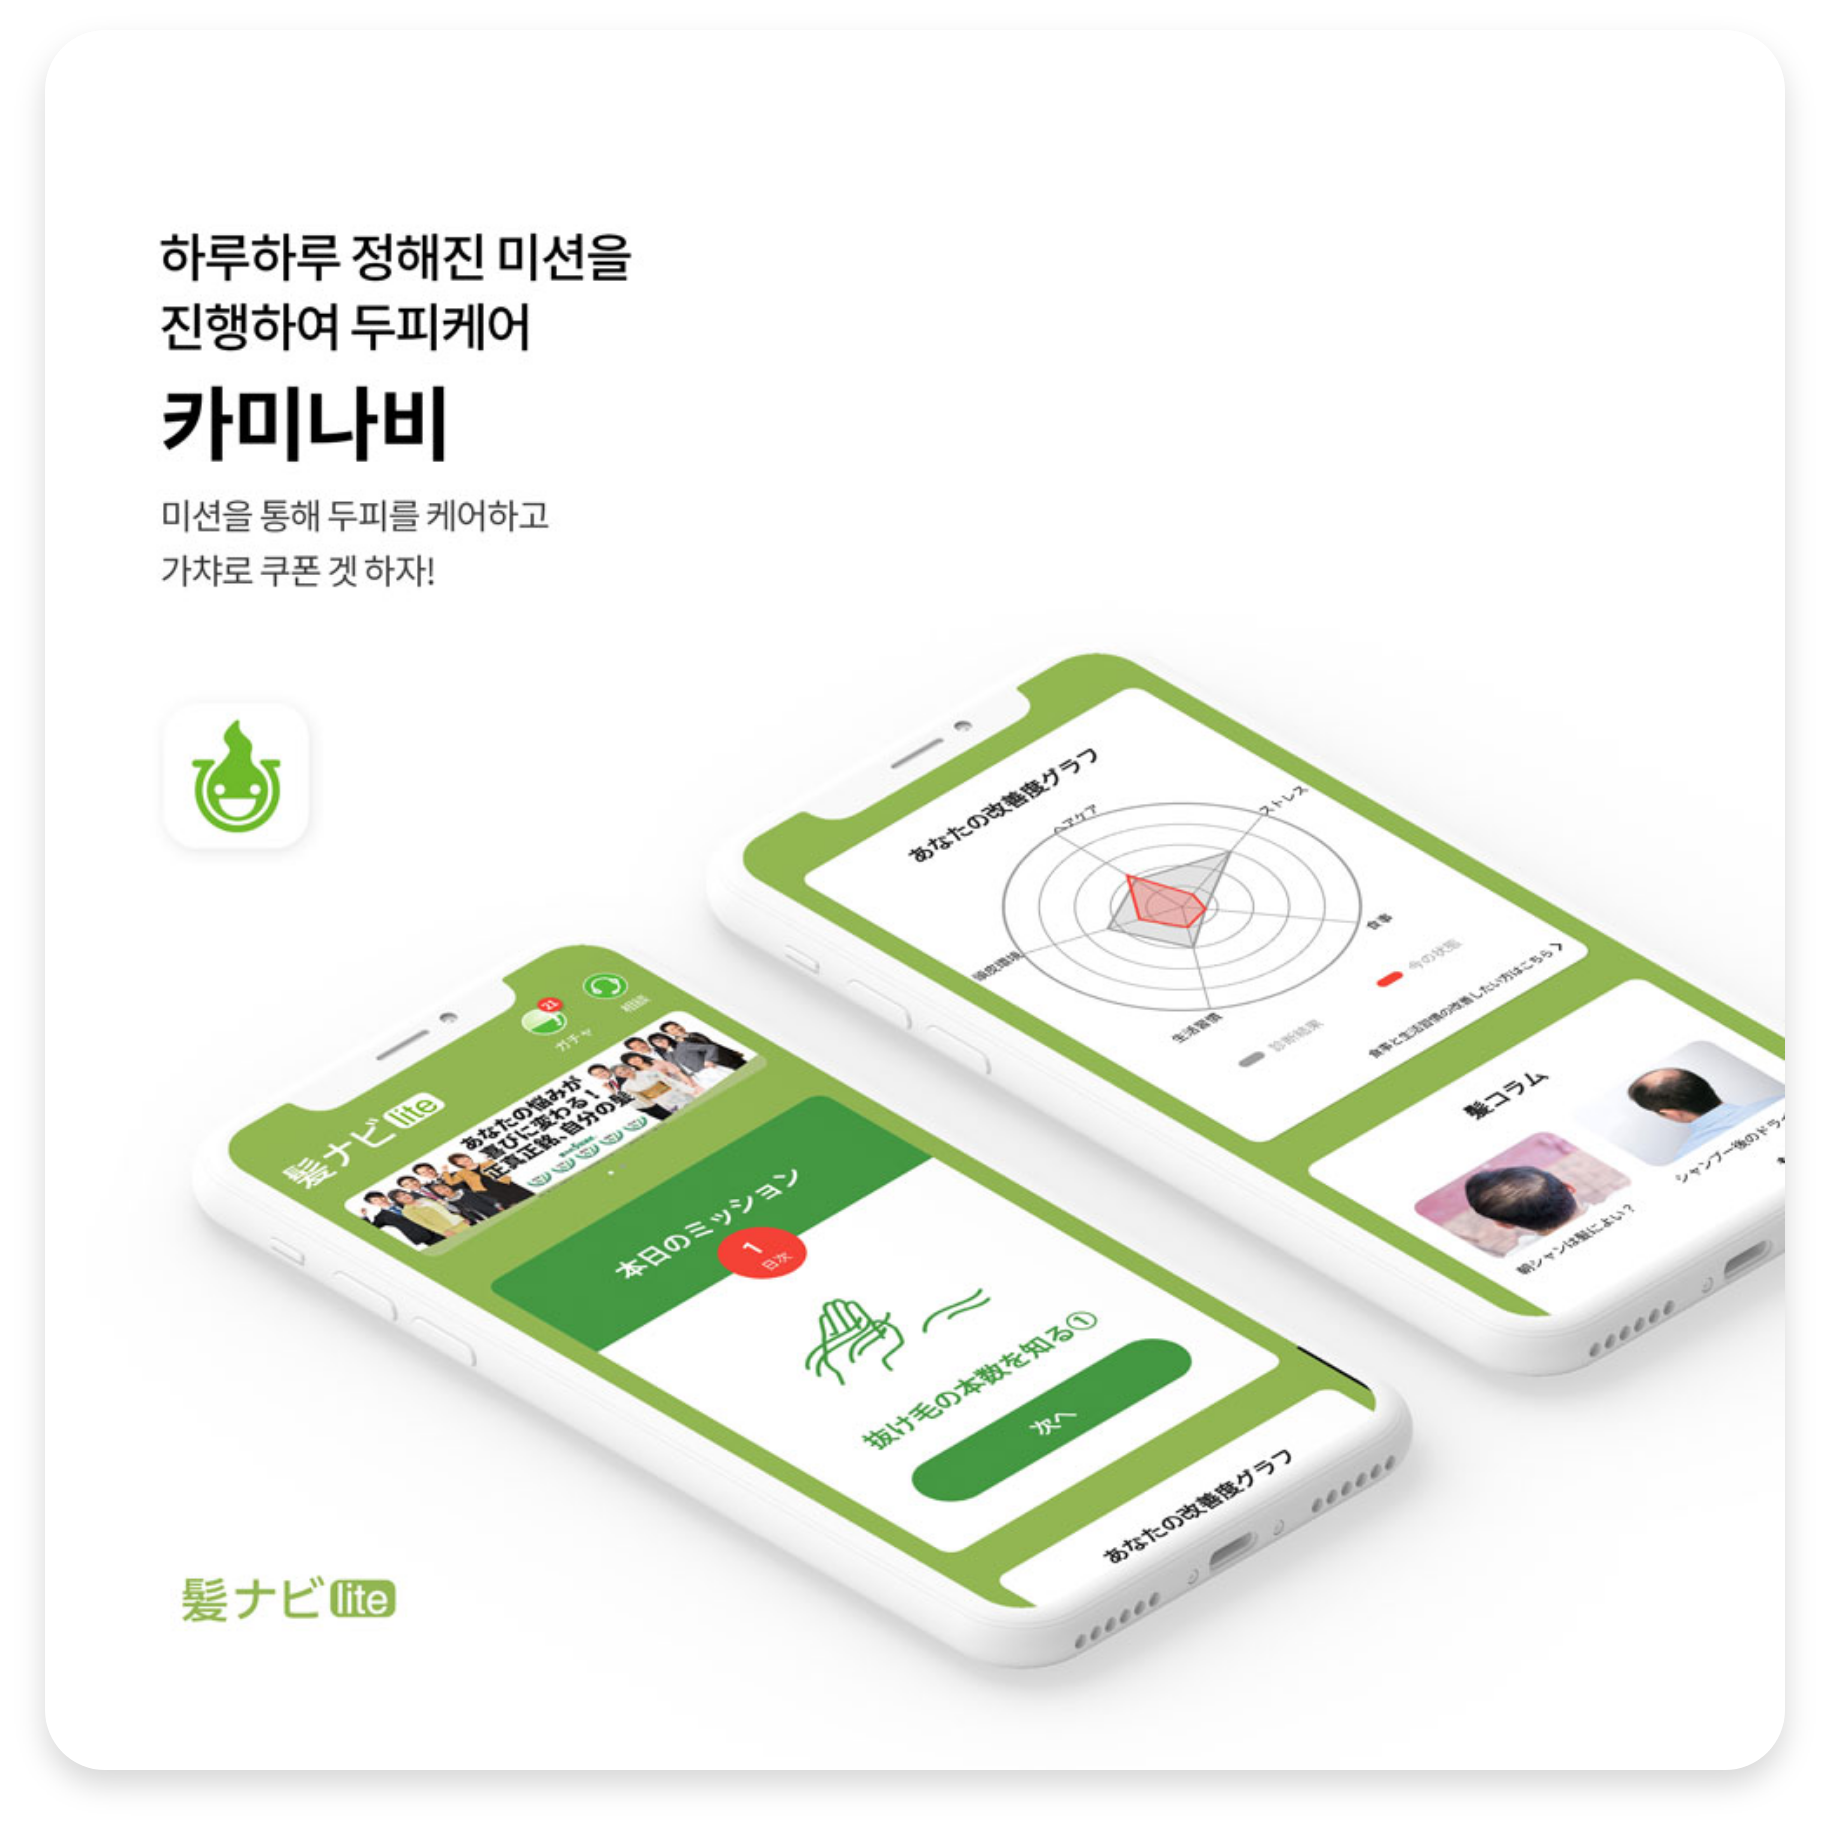 하루하루 정해진 미션을
진행하여 두피케어
카미나비
미션을 통해 두피를 케어하고
가챠로 쿠폰 겟 하자!
あなたの改善度グラフ
ヘアケア
ストレス
食事
頭皮環境
生活習慣
今の状態
診断結果
食事と生活習慣の改善したい方はこちら
髪コラム
シャンプー後のドラ
朝シャンは髪によい?
21
ガチャ
相談
髪ナビ lite
あなたの悩みが
喜びに変わる!
正真正銘、自分の髪
本日のミッション
1
日次
抜け毛の本数を知る①
次へ
あなたの改善度グラフ
髪ナビ lite